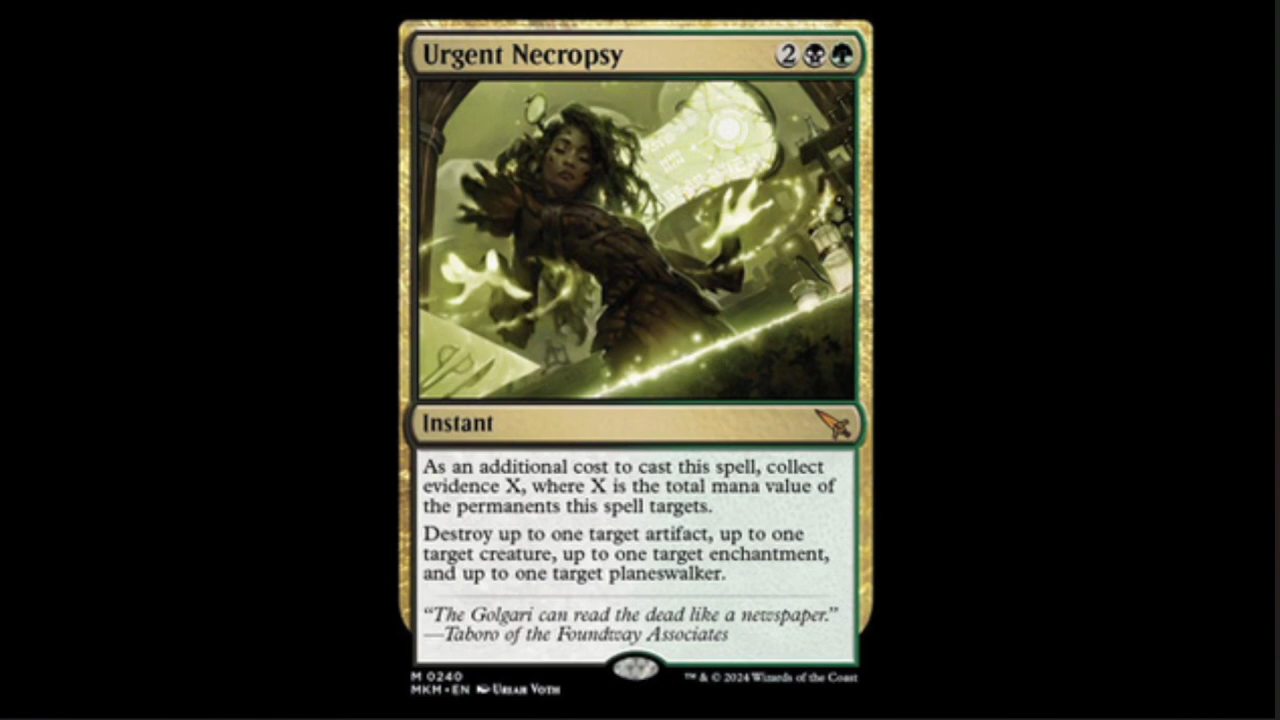 Urgent Necropsy 2
Instant
As an additional cost to cast this spell, collect
evidence X, where X is the total mana value of
the permanents this spell targets.
Destroy up to one target artifact, up to one
target creature, up to one target enchantment,
and up to one target planeswalker.
“The Golgari can read the dead like a newspaper.”
—Taboro of the Foundway Associates
M 0240
MKM • EN Uriah Voth
™ & © 2024 Wizards of the Coast